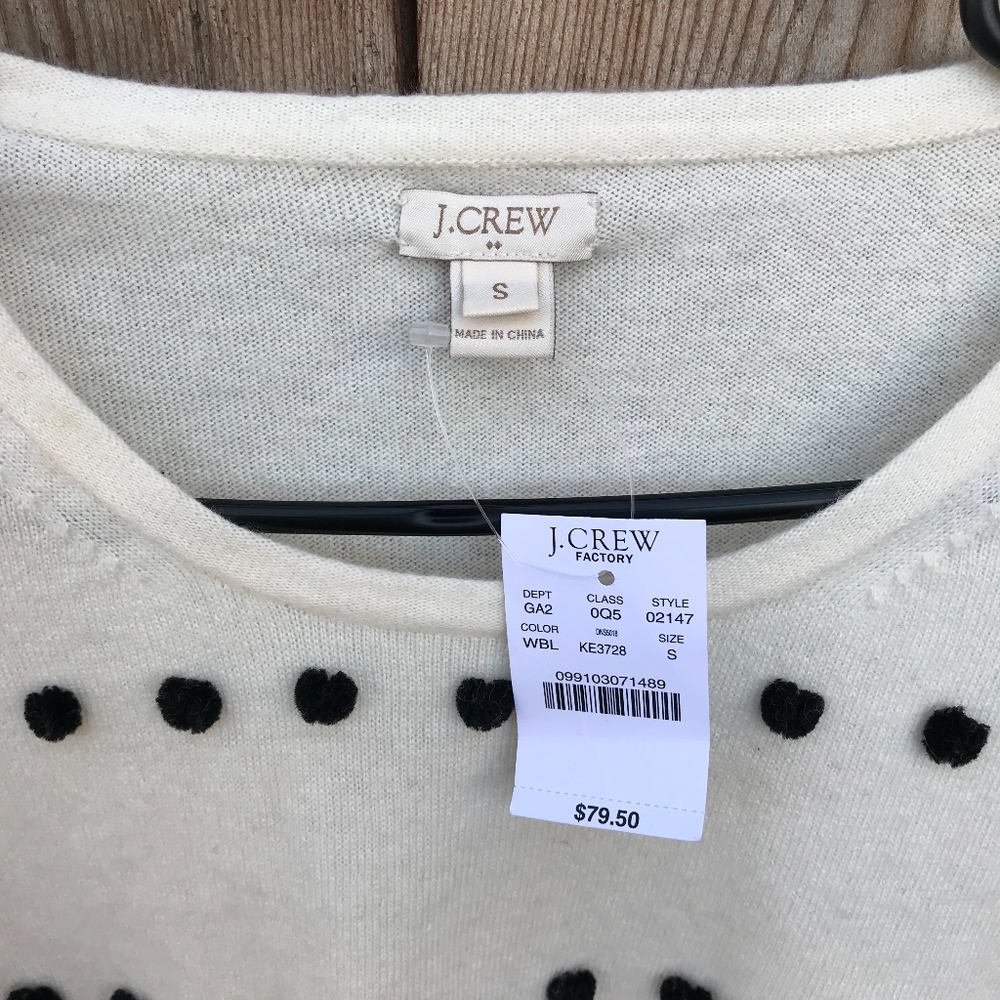 J.CREW
S
MADE IN CHINA
J.CREW
FACTORY
DEPT CLASS STYLE
GA2 0Q5 02147
COLOR DKS5018 SIZE
WBL KE3728 S
099103071489
$79.50